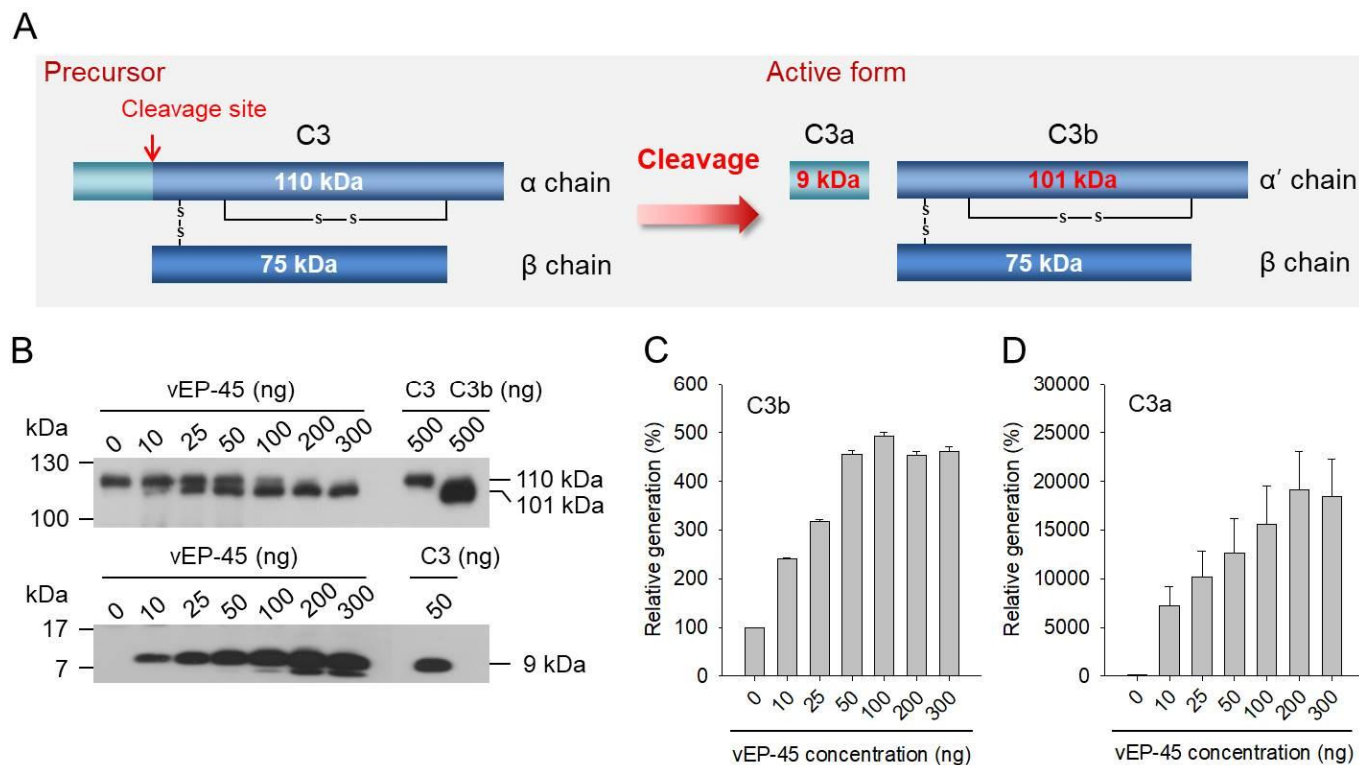 A
Precursor
Active form
Cleavage site
C3
C3a
C3b
110 kDa
α chain
Cleavage
9 kDa
101 kDa
α′ chain
S
S
S S
S
S
S S
75 kDa
β chain
75 kDa
β chain
B
vEP-45 (ng)
C3 C3b (ng)
kDa
0 10 25 50 100 200 300
500 500
130
110 kDa
101 kDa
100
vEP-45 (ng)
C3 (ng)
kDa
0 10 25 50 100 200 300
50
17
7
9 kDa
C
C3b
Relative generation (%)
600
500
400
300
200
100
0
0 10 25 50 100 200 300
vEP-45 concentration (ng)
D
C3a
Relative generation (%)
30000
25000
20000
15000
10000
5000
0
0 10 25 50 100 200 300
vEP-45 concentration (ng)